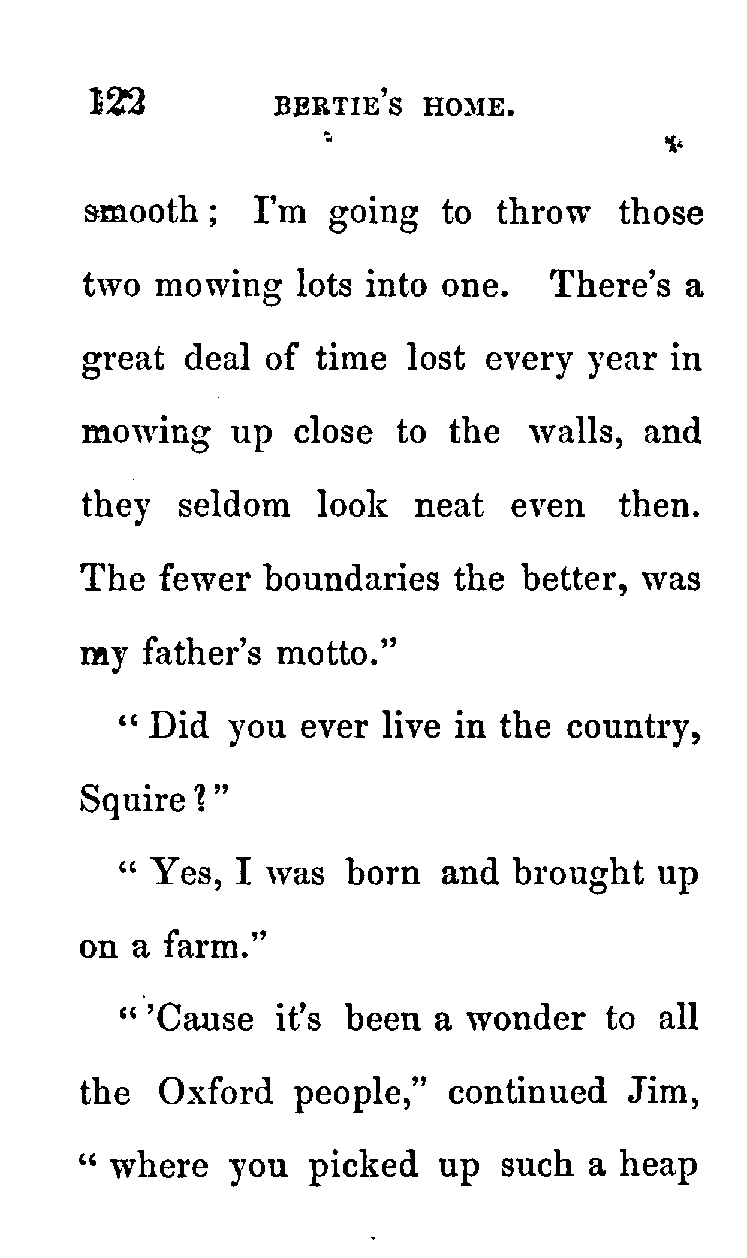 122 BERTIE'S HOME.
smooth; I'm going to throw those
two mowing lots into one. There's a
great deal of time lost every year in
mowing up close to the walls, and
they seldom look neat even then.
The fewer boundaries the better, was
my father's motto."
"Did you ever live in the country,
Squire?"
"Yes, I was born and brought up
on a farm."
"'Cause it's been a wonder to all
the Oxford people," continued Jim,
"where you picked up such a heap